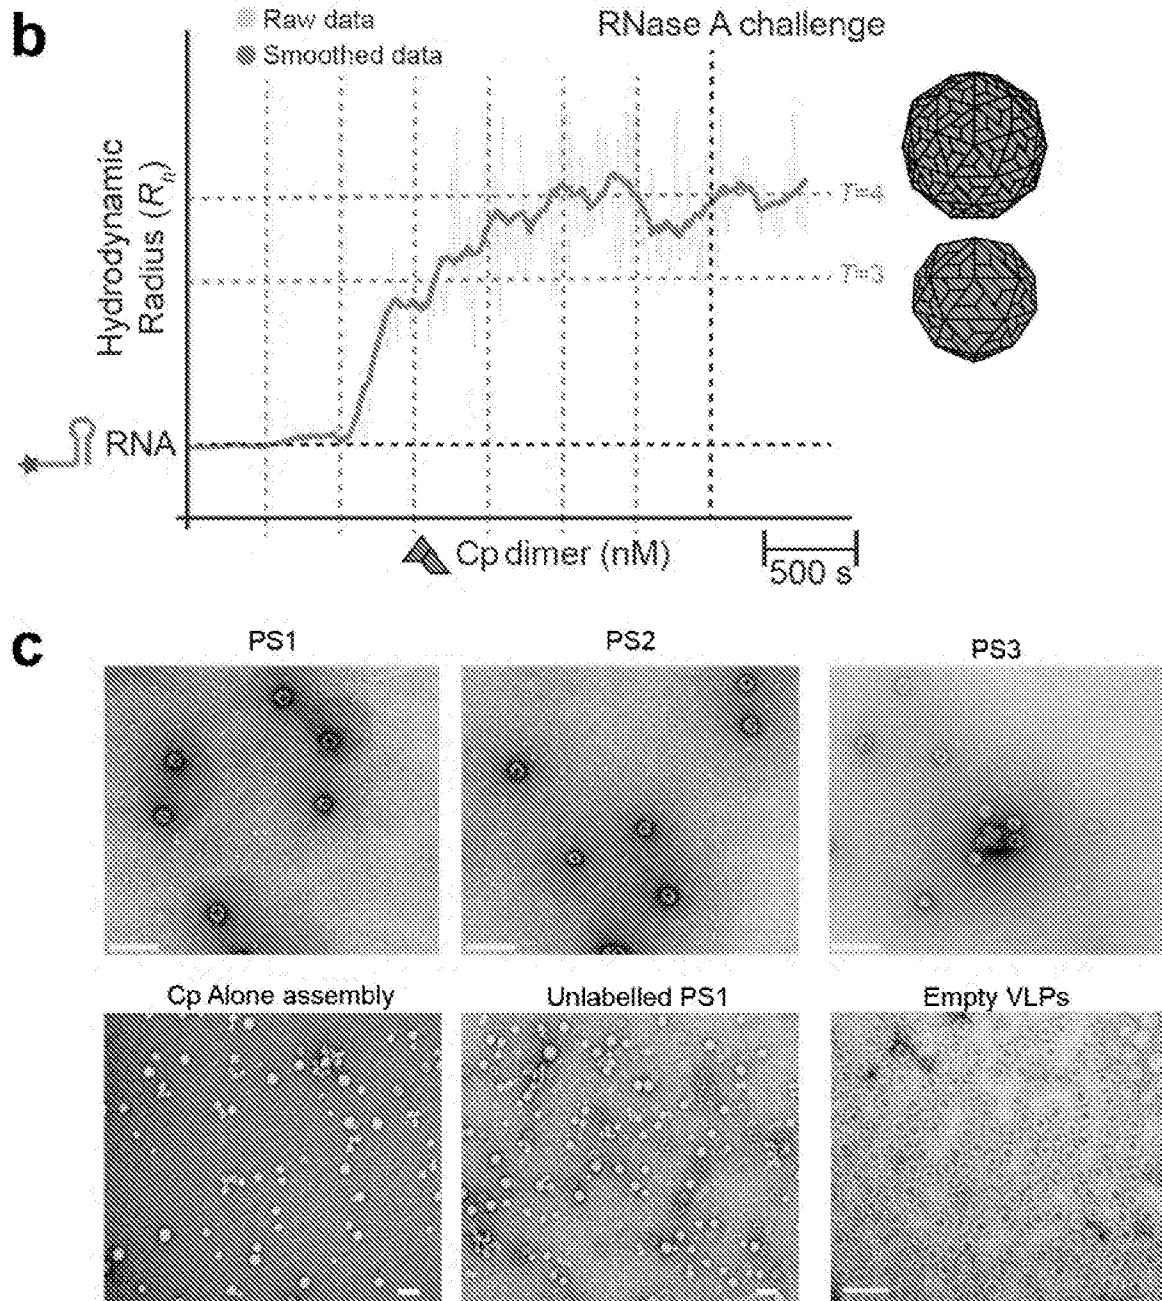 b
Raw data
Smoothed data
RNase A challenge
Hydrodynamic
Radius (Rh)
T=4
T=3
RNA
Cp dimer (nM)
500 s
c
PS1
PS2
PS3
Cp Alone assembly
Unlabelled PS1
Empty VLPs